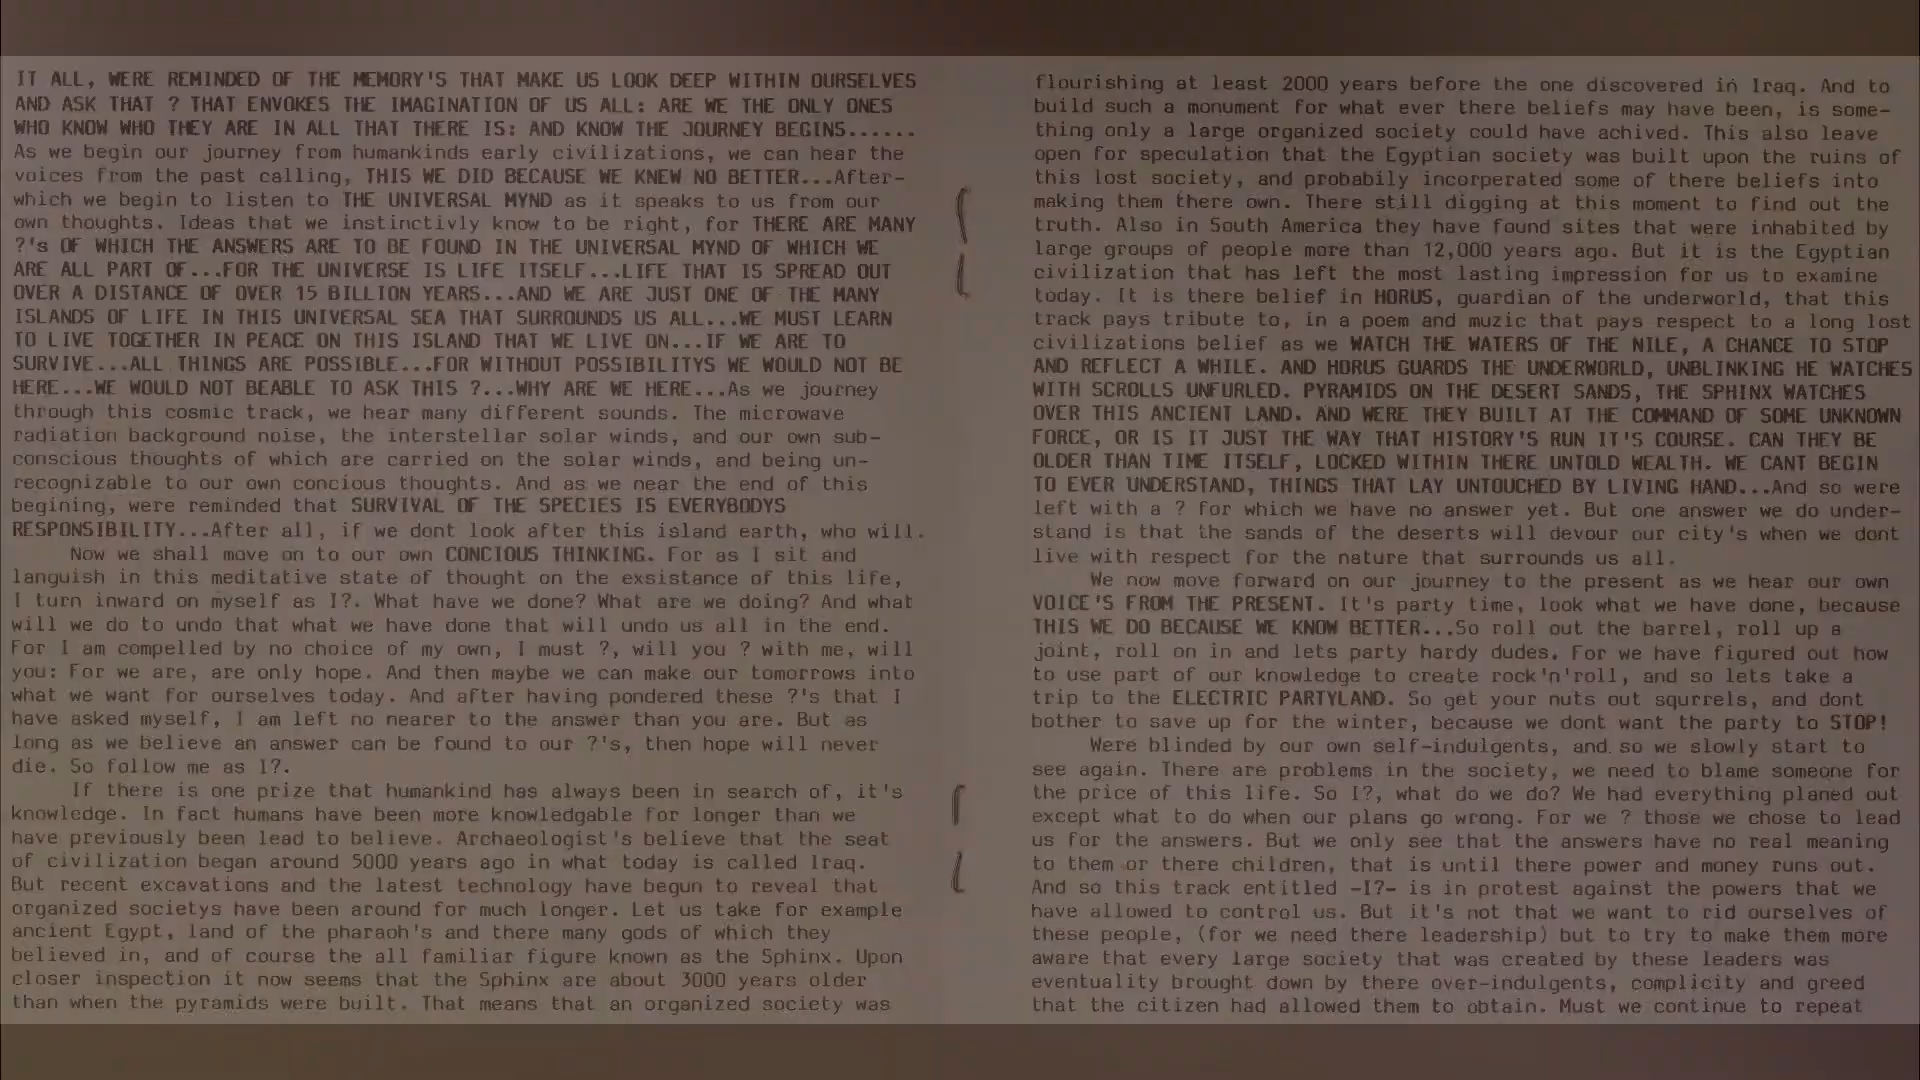 IT ALL, WERE REMINDED OF THE MEMORY'S THAT MAKE US LOOK DEEP WITHIN OURSELVES
AND ASK THAT ? THAT ENVOKES THE IMAGINATION OF US ALL: ARE WE THE ONLY ONES
WHO KNOW WHO THEY ARE IN ALL THAT THERE IS: AND KNOW THE JOURNEY BEGINS......
As we begin our journey from humankinds early civilizations, we can hear the
voices from the past calling, THIS WE DID BECAUSE WE KNEW NO BETTER...After-
which we begin to listen to THE UNIVERSAL MYND as it speaks to us from our
own thoughts. Ideas that we instinctivly know to be right, for THERE ARE MANY
?'s OF WHICH THE ANSWERS ARE TO BE FOUND IN THE UNIVERSAL MYND OF WHICH WE
ARE ALL PART OF...FOR THE UNIVERSE IS LIFE ITSELF...LIFE THAT IS SPREAD OUT
OVER A DISTANCE OF OVER 15 BILLION YEARS...AND WE ARE JUST ONE OF THE MANY
ISLANDS OF LIFE IN THIS UNIVERSAL SEA THAT SURROUNDS US ALL...WE MUST LEARN
TO LIVE TOGETHER IN PEACE ON THIS ISLAND THAT WE LIVE ON...IF WE ARE TO
SURVIVE...ALL THINGS ARE POSSIBLE...FOR WITHOUT POSSIBILITYS WE WOULD NOT BE
HERE...WE WOULD NOT BEABLE TO ASK THIS ?...WHY ARE WE HERE...As we journey
through this cosmic track, we hear many different sounds. The microwave
radiation background noise, the interstellar solar winds, and our own sub-
conscious thoughts of which are carried on the solar winds, and being un-
recognizable to our own concious thoughts. And as we near the end of this
begining, were reminded that SURVIVAL OF THE SPECIES IS EVERYBODYS
RESPONSIBILITY...After all, if we dont look after this island earth, who will.
Now we shall move on to our own CONCIOUS THINKING. For as I sit and
languish in this meditative state of thought on the exsistance of this life,
I turn inward on myself as I?. What have we done? What are we doing? And what
will we do to undo that what we have done that will undo us all in the end.
For I am compelled by no choice of my own, I must ?, will you ? with me, will
you: For we are, are only hope. And then maybe we can make our tomorrows into
what we want for ourselves today. And after having pondered these ?'s that I
have asked myself, I am left no nearer to the answer than you are. But as
long as we believe an answer can be found to our ?'s, then hope will never
die. So follow me as I?.
If there is one prize that humankind has always been in search of, it's
knowledge. In fact humans have been more knowledgable for longer than we
have previously been lead to believe. Archaeologist's believe that the seat
of civilization began around 5000 years ago in what today is called Iraq.
But recent excavations and the latest technology have begun to reveal that
organized societys have been around for much longer. Let us take for example
ancient Egypt, land of the pharaoh's and there many gods of which they
believed in, and of course the all familiar figure known as the Sphinx. Upon
closer inspection it now seems that the Sphinx are about 3000 years older
than when the pyramids were built. That means that an organized society was
flourishing at least 2000 years before the one discovered in Iraq. And to
build such a monument for what ever there beliefs may have been, is some-
thing only a large organized society could have achived. This also leave
open for speculation that the Egyptian society was built upon the ruins of
this lost society, and probabily incorperated some of there beliefs into
making them there own. There still digging at this moment to find out the
truth. Also in South America they have found sites that were inhabited by
large groups of people more than 12,000 years ago. But it is the Egyptian
civilization that has left the most lasting impression for us to examine
today. It is there belief in HORUS, guardian of the underworld, that this
track pays tribute to, in a poem and muzic that pays respect to a long lost
civilizations belief as we WATCH THE WATERS OF THE NILE, A CHANCE TO STOP
AND REFLECT A WHILE. AND HORUS GUARDS THE UNDERWORLD, UNBLINKING HE WATCHES
WITH SCROLLS UNFURLED. PYRAMIDS ON THE DESERT SANDS, THE SPHINX WATCHES
OVER THIS ANCIENT LAND. AND WERE THEY BUILT AT THE COMMAND OF SOME UNKNOWN
FORCE, OR IS IT JUST THE WAY THAT HISTORY'S RUN IT'S COURSE. CAN THEY BE
OLDER THAN TIME ITSELF, LOCKED WITHIN THERE UNTOLD WEALTH. WE CANT BEGIN
TO EVER UNDERSTAND, THINGS THAT LAY UNTOUCHED BY LIVING HAND...And so were
left with a ? for which we have no answer yet. But one answer we do under-
stand is that the sands of the deserts will devour our city's when we dont
live with respect for the nature that surrounds us all.
We now move forward on our journey to the present as we hear our own
VOICE'S FROM THE PRESENT. It's party time, look what we have done, because
THIS WE DO BECAUSE WE KNOW BETTER...So roll out the barrel, roll up a
joint, roll on in and lets party hardy dudes. For we have figured out how
to use part of our knowledge to create rock'n'roll, and so lets take a
trip to the ELECTRIC PARTYLAND. So get your nuts out squrrels, and dont
bother to save up for the winter, because we dont want the party to STOP!
Were blinded by our own self-indulgents, and so we slowly start to
see again. There are problems in the society, we need to blame someone for
the price of this life. So I?, what do we do? We had everything planed out
except what to do when our plans go wrong. For we ? those we chose to lead
us for the answers. But we only see that the answers have no real meaning
to them or there children, that is until there power and money runs out.
And so this track entitled -I?- is in protest against the powers that we
have allowed to control us. But it's not that we want to rid ourselves of
these people, (for we need there leadership) but to try to make them more
aware that every large society that was created by these leaders was
eventuality brought down by there over-indulgents, complicity and greed
that the citizen had allowed them to obtain. Must we continue to repeat